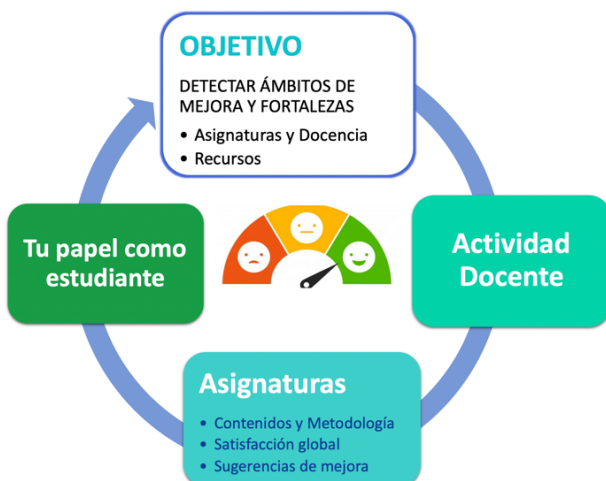 OBJETIVO
DETECTAR ÁMBITOS DE
MEJORA Y FORTALEZAS
• Asignaturas y Docencia
• Recursos
Actividad
Docente
Asignaturas
• Contenidos y Metodología
• Satisfacción global
• Sugerencias de mejora
Tu papel como
estudiante